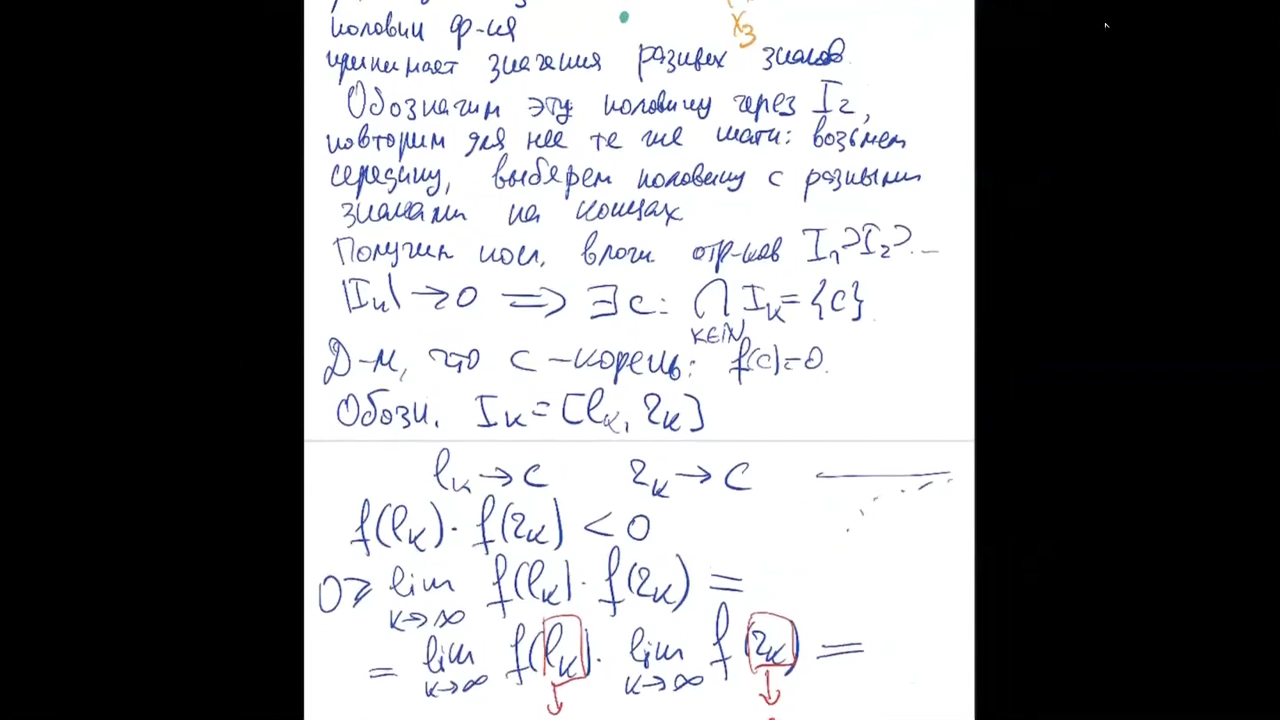 x₃
половин ф-ия
принимает значения разных знаков
Обозначим эту половину через I₂,
повторим для нее те же шаги: возьмем
середину, выберем половину с разными
знаками на концах
Получим посл. влож. отр-ков I₁⊃I₂⊃...
|Iₖ|→0 ⟹ ∃c: ⋂ Iₖ={c}
k∈ℕ
Д-м, что c – корень: f(c)=0.
Обозн. Iₖ=[lₖ, rₖ]
lₖ→c rₖ→c
f(lₖ)·f(rₖ)<0
0≥ lim f(lₖ)·f(rₖ)=
k→∞
= lim f(lₖ)· lim f(rₖ)=
k→∞ k→∞